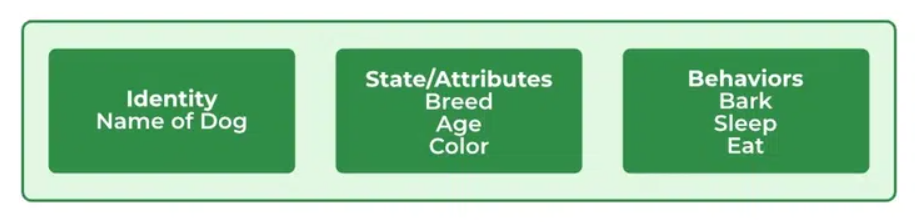 Identity
Name of Dog
State/Attributes
Breed
Age
Color
Behaviors
Bark
Sleep
Eat